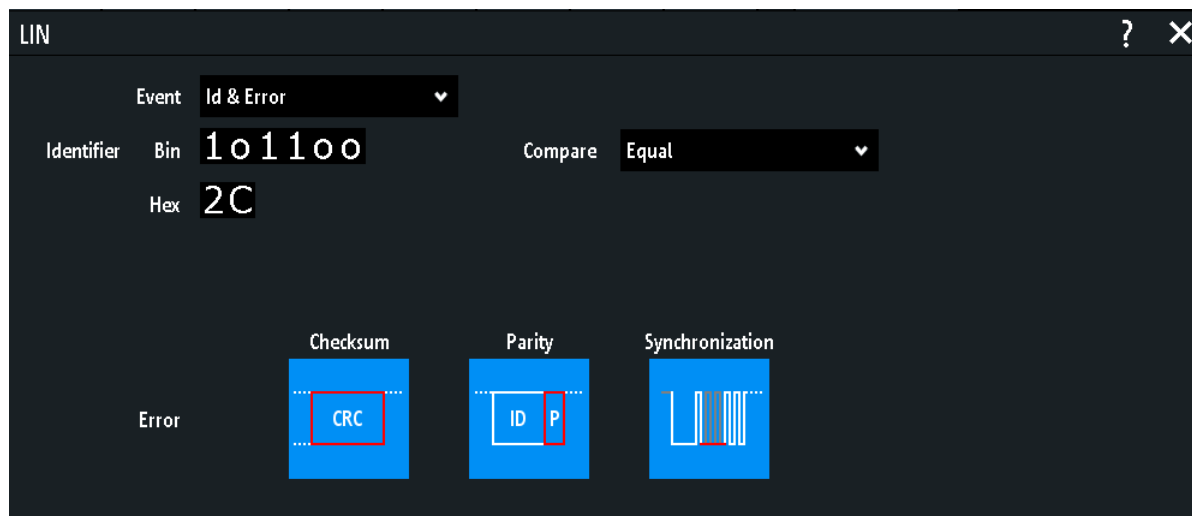 LIN ? ×
Event Id & Error
Identifier Bin 1o11oo Compare Equal
Hex 2C
Checksum Parity Synchronization
Error CRC ID P